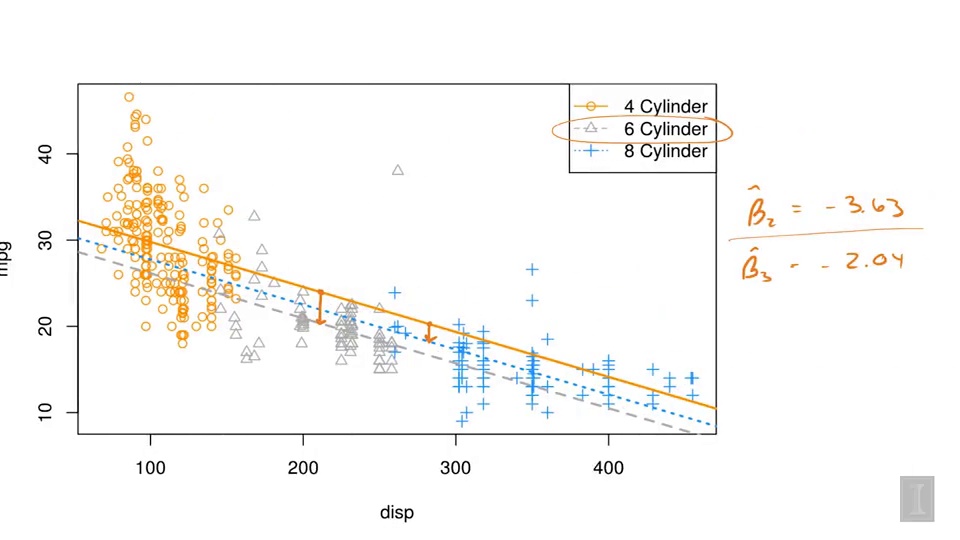 4 Cylinder
6 Cylinder
8 Cylinder
40
30
20
10
mpg
100 200 300 400
disp
β̂₂ = -3.63
β̂₃ = -2.04
I